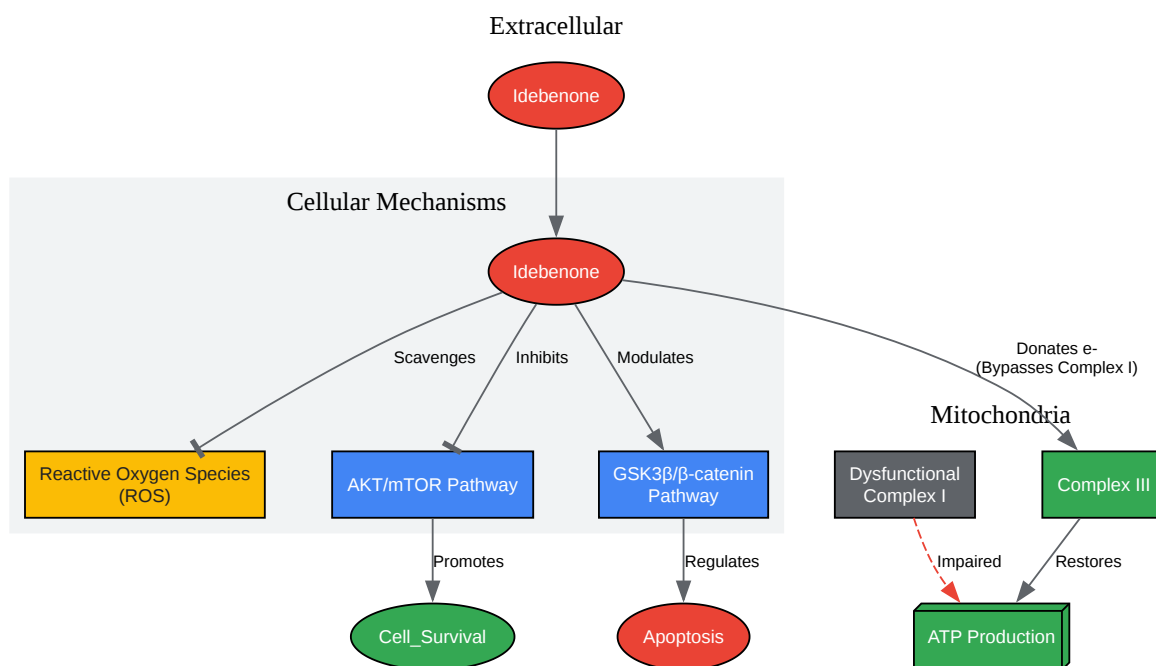 Extracellular
Idebenone
Cellular Mechanisms
Idebenone
Scavenges
Inhibits
Modulates
Donates e-
(Bypasses Complex I)
Mitochondria
Reactive Oxygen Species
(ROS)
AKT/mTOR Pathway
GSK3β/β-catenin
Pathway
Dysfunctional
Complex I
Complex III
Promotes
Regulates
Impaired
Restores
Cell_Survival
Apoptosis
ATP Production